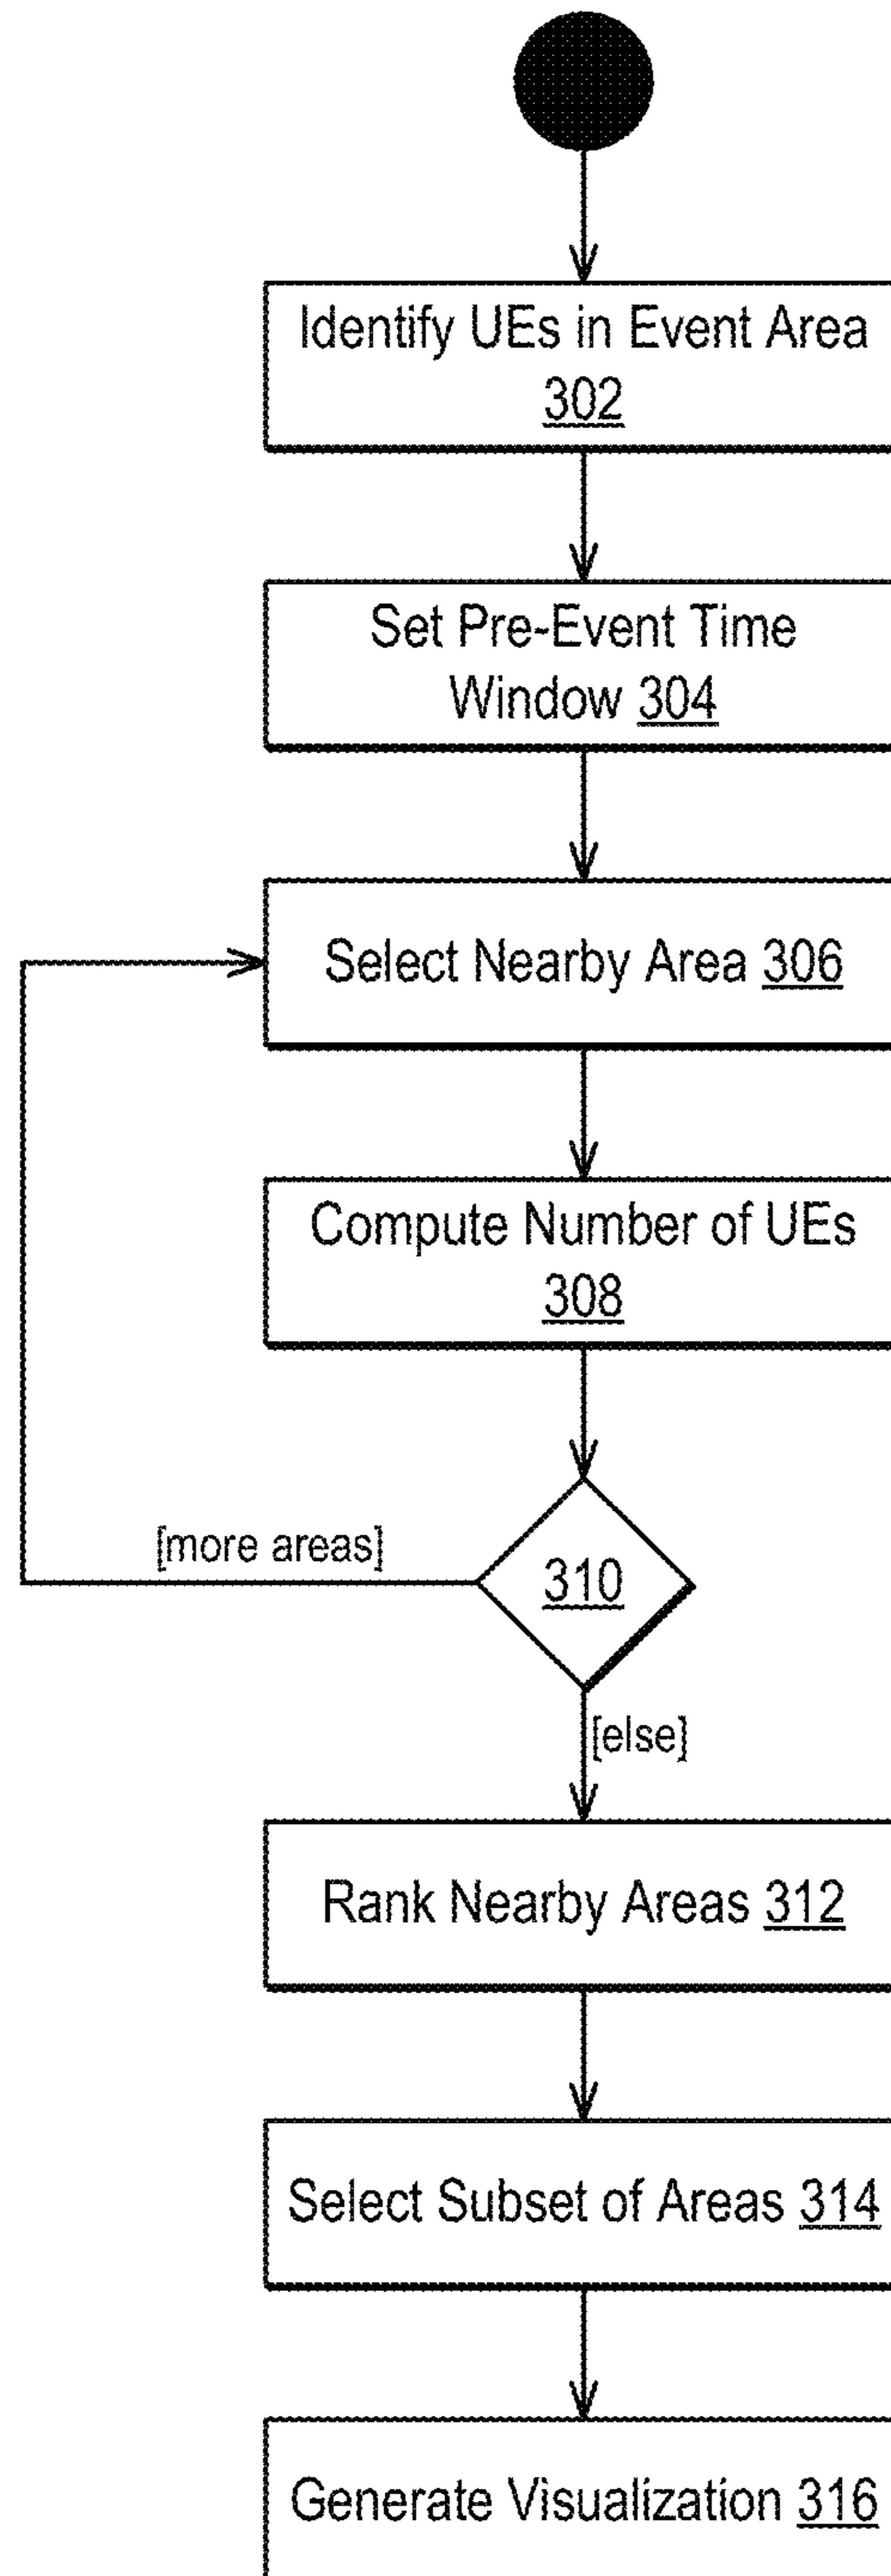 Identify UEs in Event Area
302
Set Pre-Event Time
Window 304
Select Nearby Area 306
Compute Number of UEs
308
[more areas]
310
[else]
Rank Nearby Areas 312
Select Subset of Areas 314
Generate Visualization 316